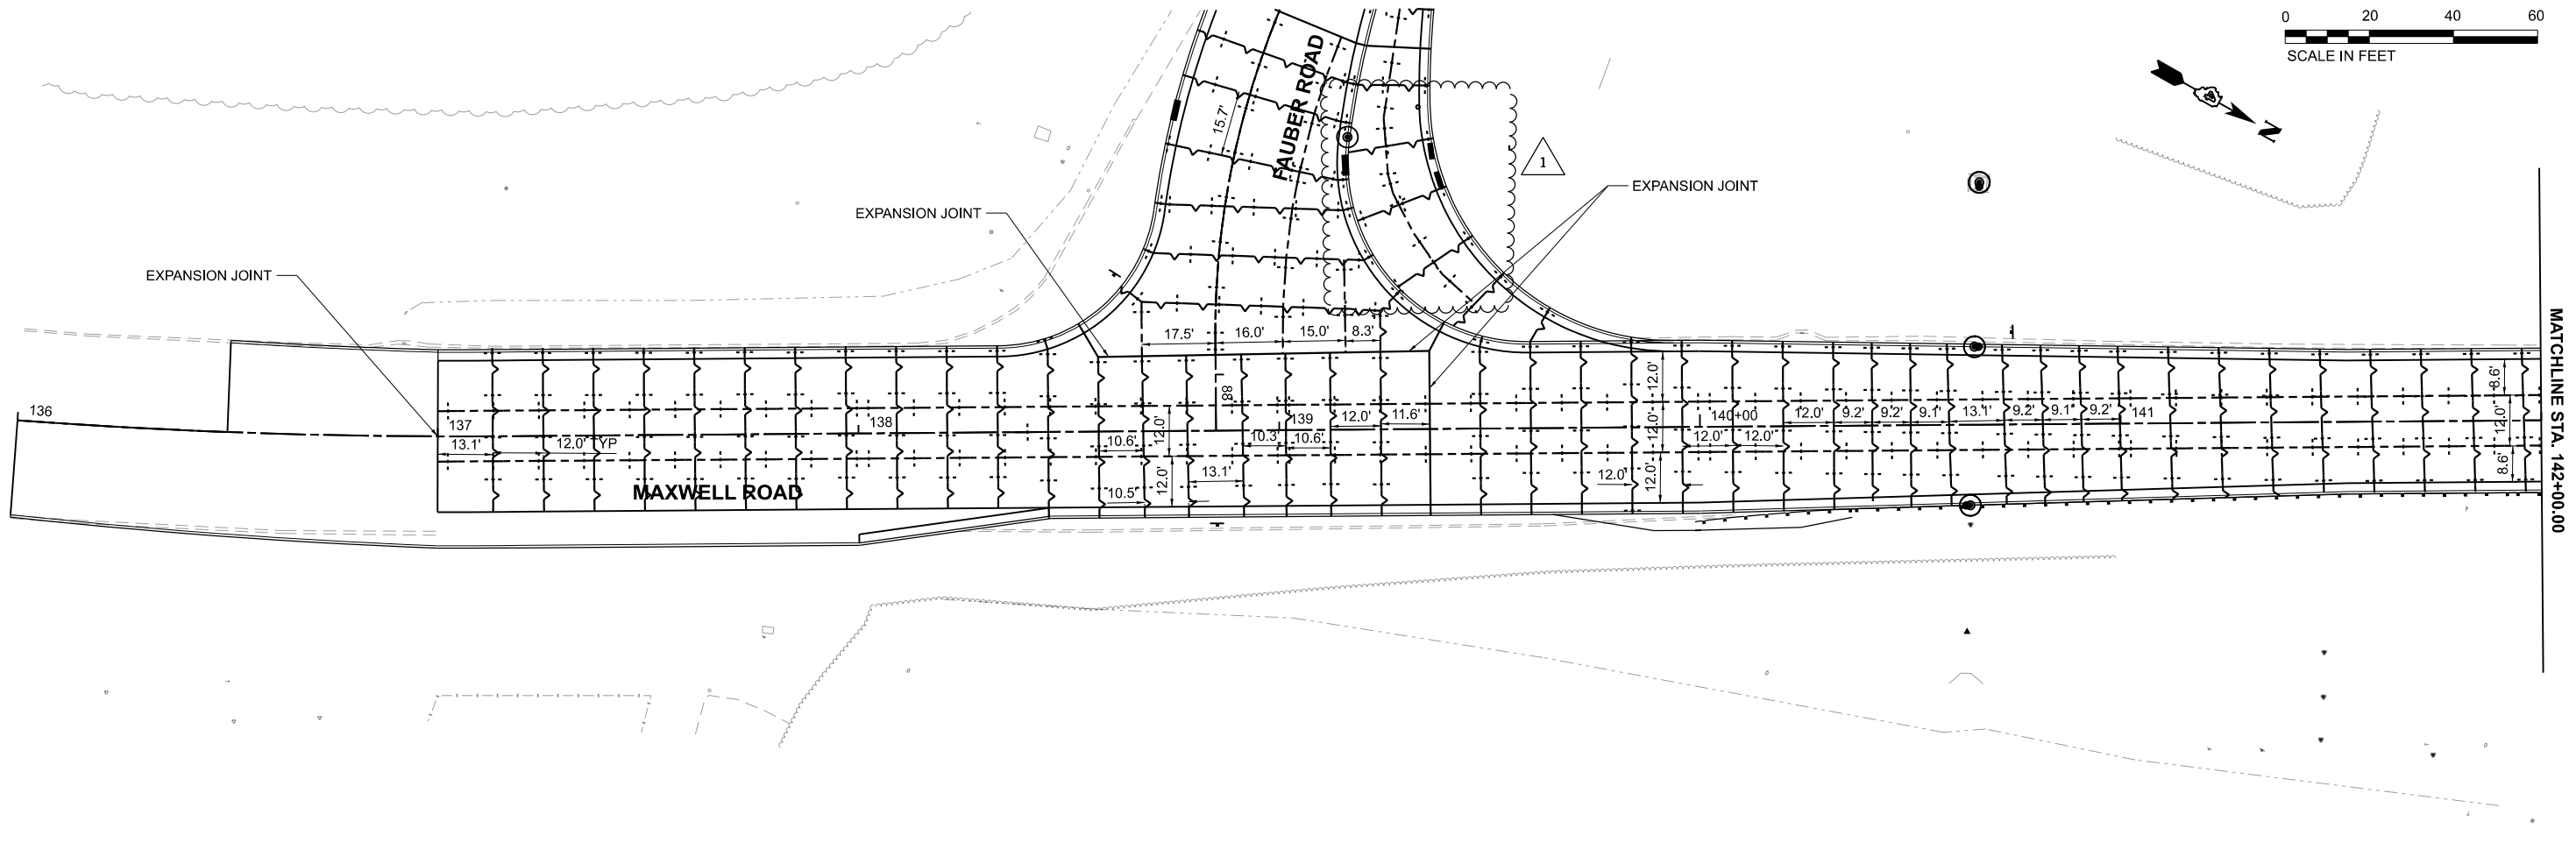 0 20 40 60
SCALE IN FEET
N
FAUBER ROAD
15.7'
1
EXPANSION JOINT
EXPANSION JOINT
EXPANSION JOINT
17.5' 16.0' 15.0' 8.3'
88
136
137
138
139
140+00
141
13.1'
12.0' YP
10.6'
12.0'
10.3'
10.6'
12.0'
11.6'
12.0'
12.0'
12.0'
12.0'
12.0' 9.2' 9.2' 9.1' 13.1' 9.2' 9.1' 9.2'
8.6'
12.0'
8.6'
MAXWELL ROAD
10.5'
12.0'
13.1'
12.0'
12.0'
MATCHLINE STA. 142+00.00